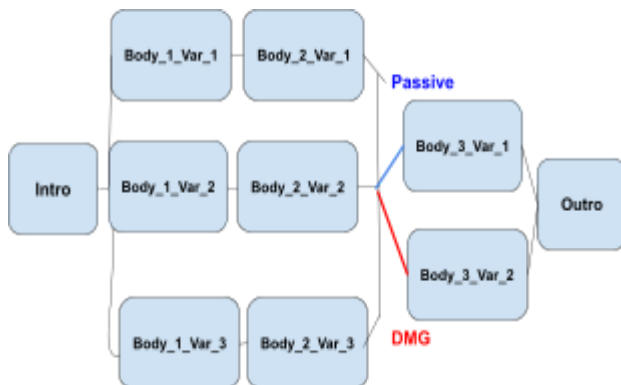 Body_1_Var_1
Body_2_Var_1
Passive
Body_3_Var_1
Intro
Body_1_Var_2
Body_2_Var_2
Outro
Body_3_Var_2
DMG
Body_1_Var_3
Body_2_Var_3